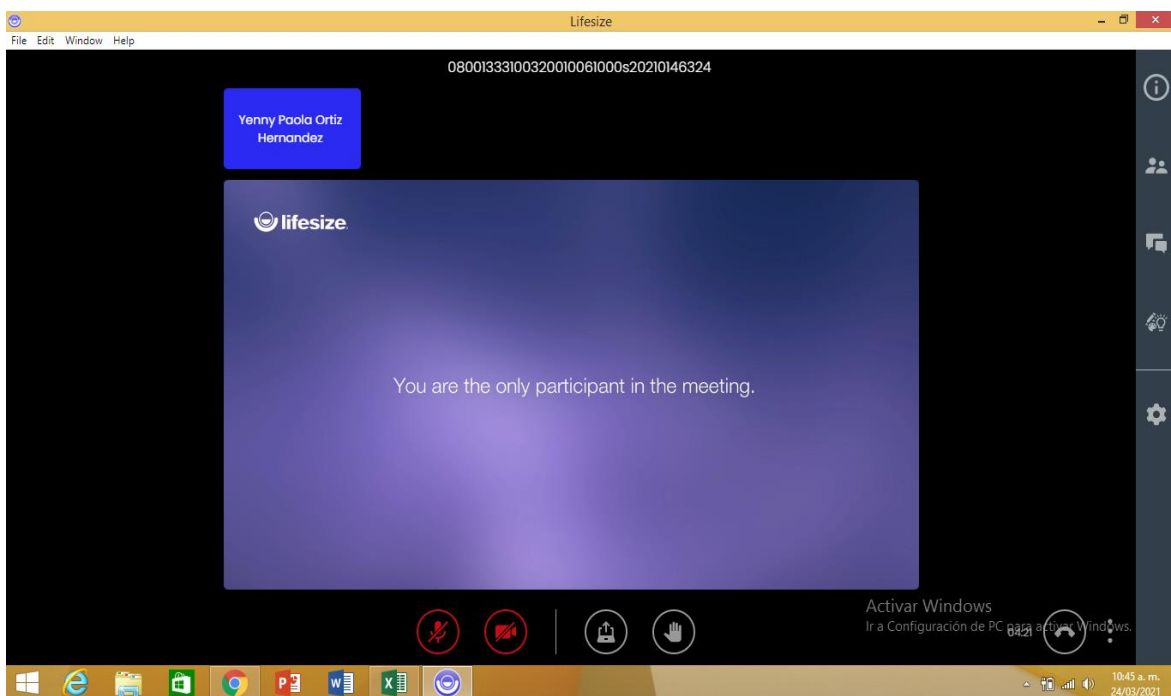 Lifesize
File Edit Window Help
08001333100320010061000s20210146324
Yenny Paola Ortiz
Hernandez
lifesize
You are the only participant in the meeting.
Activar Windows
Ir a Configuración de PC para activar Windows.
04:21
10:45 a. m.
24/03/2021